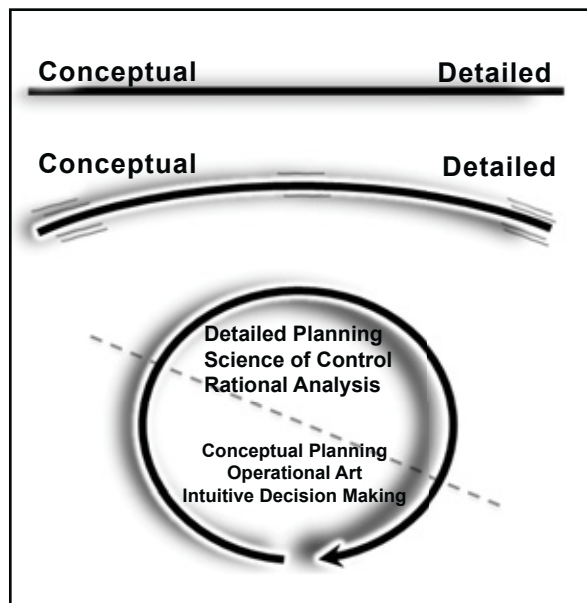 Conceptual Detailed
Conceptual Detailed
Detailed Planning
Science of Control
Rational Analysis
Conceptual Planning
Operational Art
Intuitive Decision Making